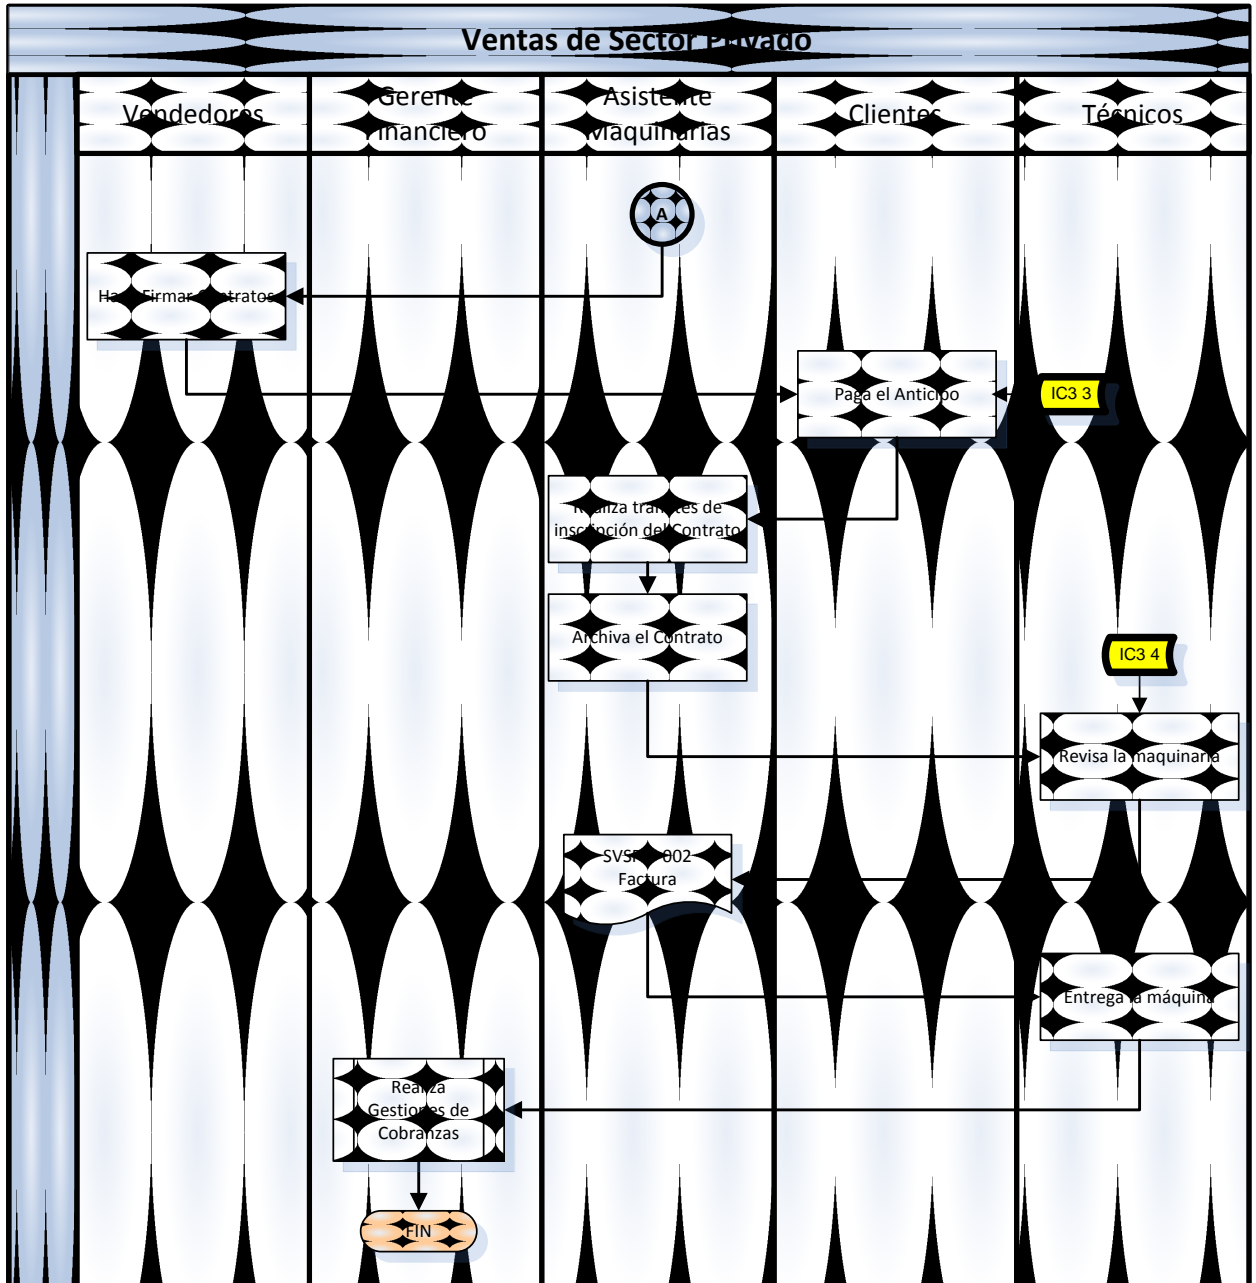 Ventas de Sector Privado
Vendedores
Gerente
Financiero
Asistente
Maquinarias
Clientes
Técnicos
A
Firmar Contratos
Paga el Anticipo
IC3 3
Realiza trámites de
inscripción del Contrato
Archiva el Contrato
IC3 4
Revisa la maquinaria
002
Factura
Entrega la máquina
Realiza
Gestiones de
Cobranzas
FIN